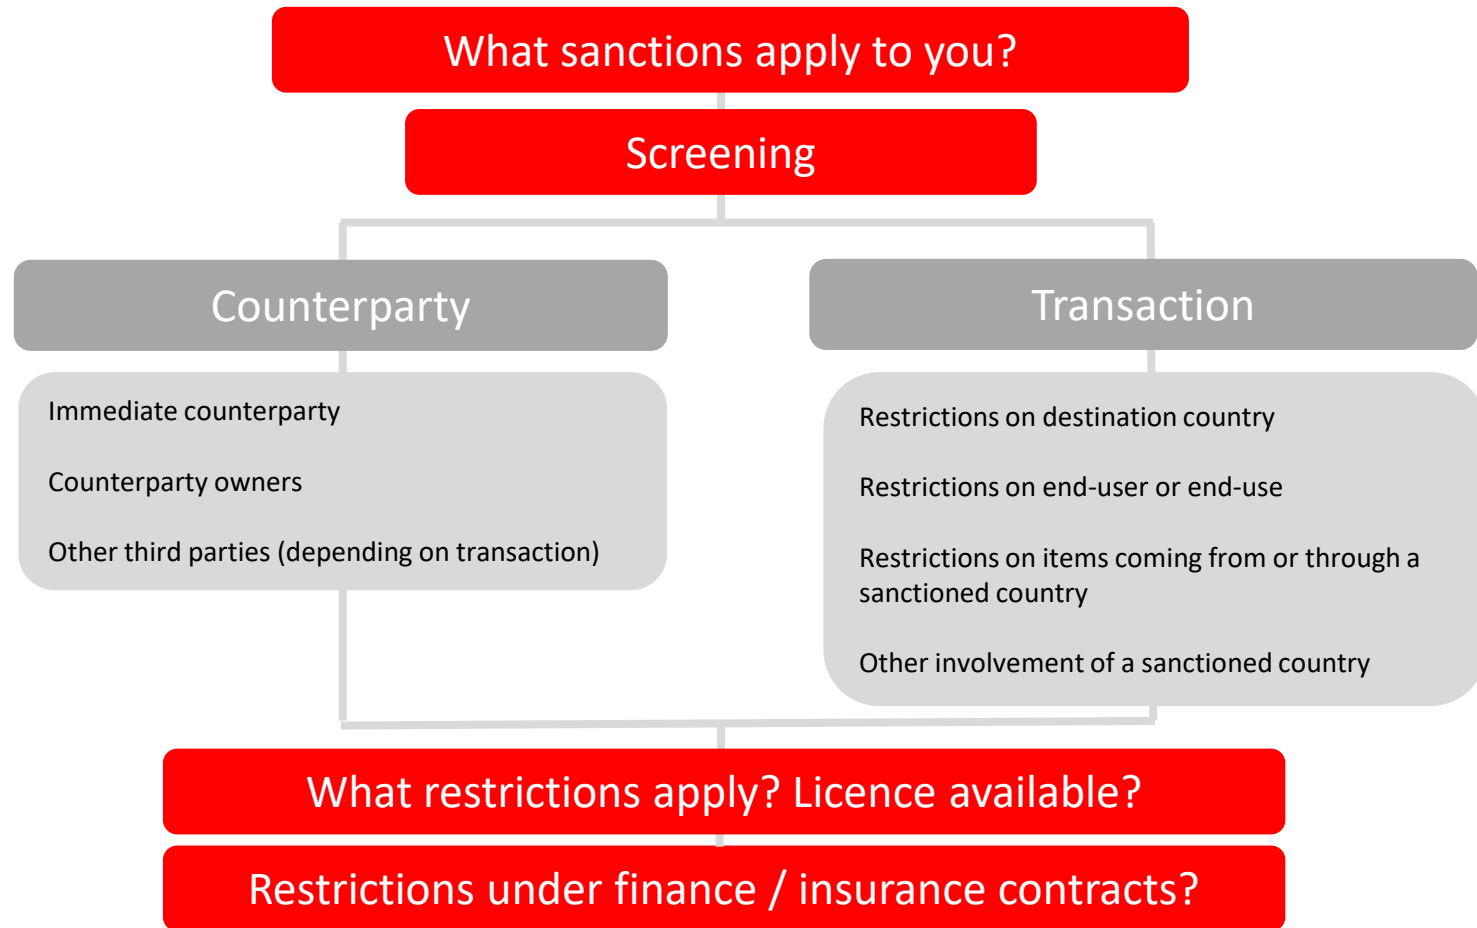 What sanctions apply to you?
Screening
Counterparty
Immediate counterparty
Counterparty owners
Other third parties (depending on transaction)
Transaction
Restrictions on destination country
Restrictions on end-user or end-use
Restrictions on items coming from or through a
sanctioned country
Other involvement of a sanctioned country
What restrictions apply? Licence available?
Restrictions under finance / insurance contracts?